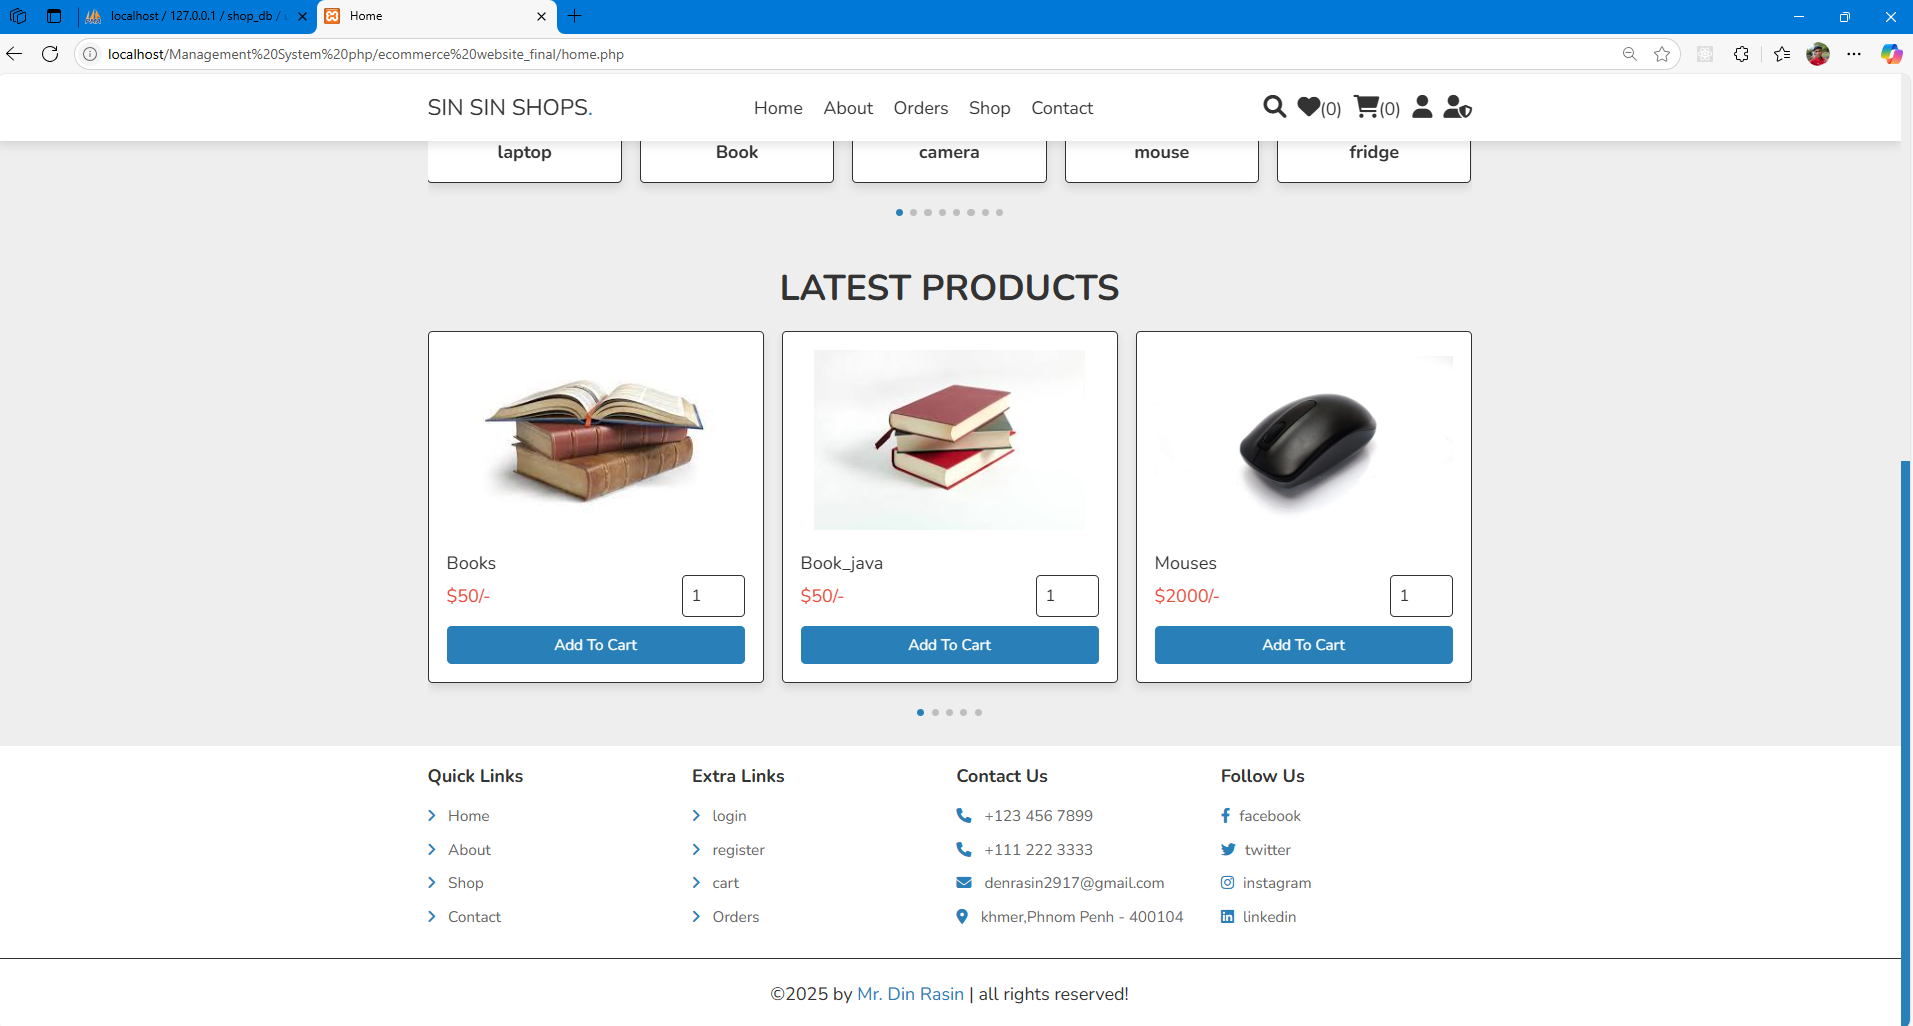 localhost / 127.0.0.1 / shop_db /
Home
localhost/Management%20System%20php/ecommerce%20website_final/home.php
SIN SIN SHOPS.
Home About Orders Shop Contact
(0) (0)
laptop Book camera mouse fridge
LATEST PRODUCTS
Books Book_java Mouses
$50/- 1 $50/- 1 $2000/- 1
Add To Cart Add To Cart Add To Cart
Quick Links Extra Links Contact Us Follow Us
Home login +123 456 7899 facebook
About register +111 222 3333 twitter
Shop cart denrasin2917@gmail.com instagram
Contact Orders khmer,Phnom Penh - 400104 linkedin
©2025 by Mr. Din Rasin | all rights reserved!